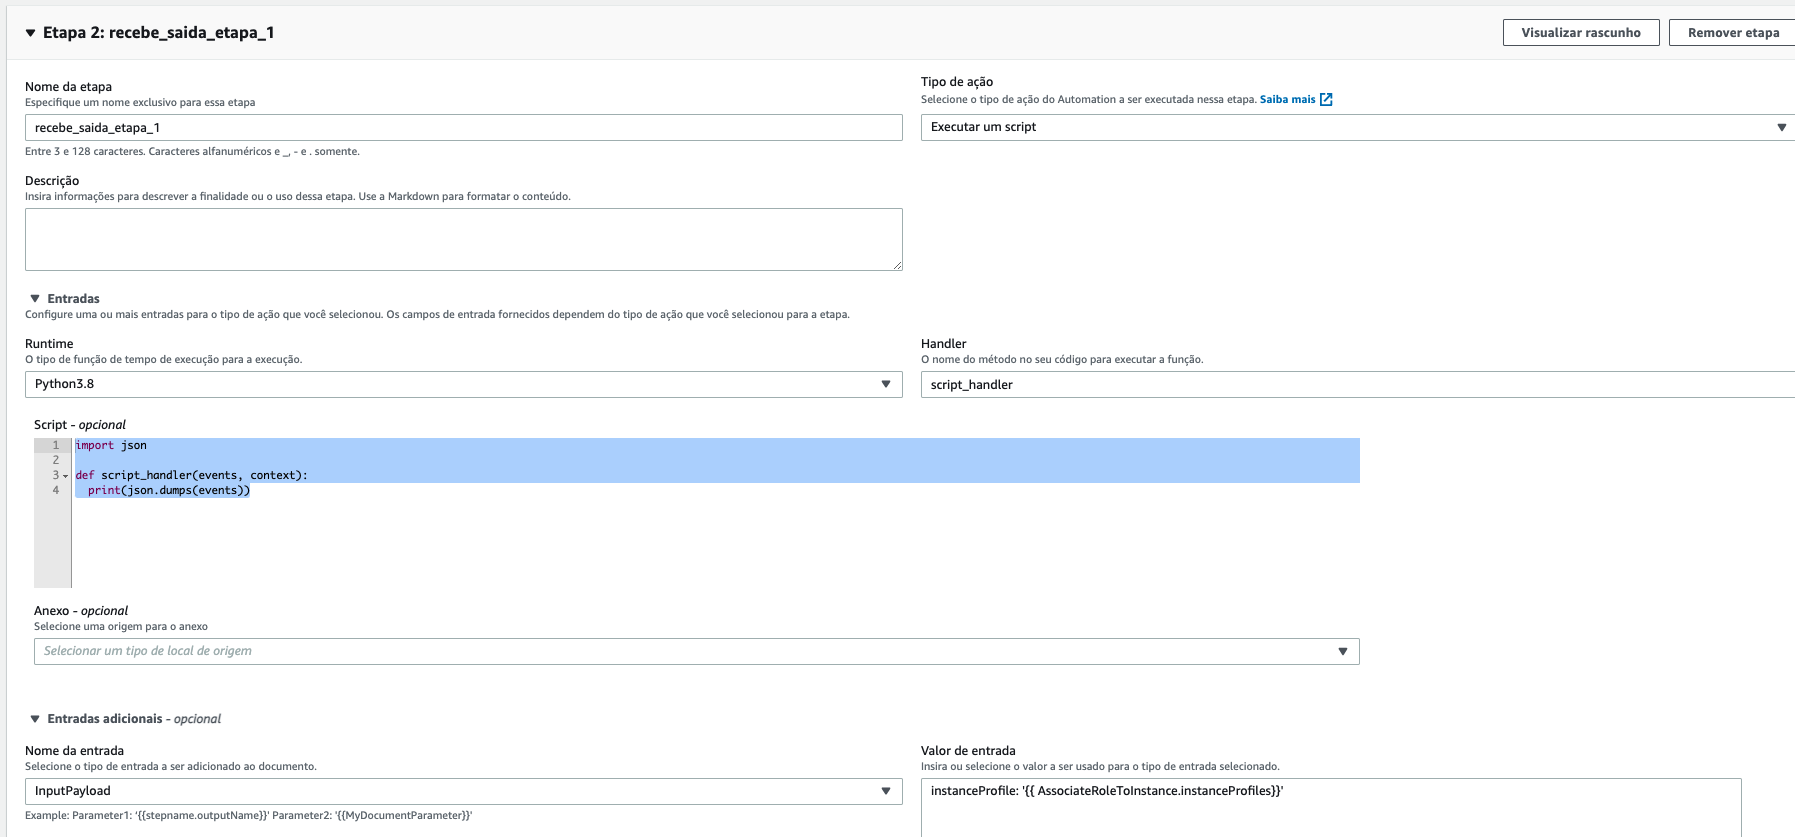 Etapa 2: recebe_saida_etapa_1
Visualizar rascunho
Remover etapa
Nome da etapa
Especifique um nome exclusivo para essa etapa
recebe_saida_etapa_1
Entre 3 e 128 caracteres. Caracteres alfanuméricos e _, - e . somente.
Tipo de ação
Selecione o tipo de ação do Automation a ser executada nessa etapa. Saiba mais
Executar um script
Descrição
Insira informações para descrever a finalidade ou o uso dessa etapa. Use a Markdown para formatar o conteúdo.
Entradas
Configure uma ou mais entradas para o tipo de ação que você selecionou. Os campos de entrada fornecidos dependem do tipo de ação que você selecionou para a etapa.
Runtime
O tipo de função de tempo de execução para a execução.
Python3.8
Handler
O nome do método no seu código para executar a função.
script_handler
Script - opcional
1 import json
2
3 def script_handler(events, context):
4 print(json.dumps(events))
Anexo - opcional
Selecione uma origem para o anexo
Selecionar um tipo de local de origem
Entradas adicionais - opcional
Nome da entrada
Selecione o tipo de entrada a ser adicionado ao documento.
InputPayload
Example: Parameter1: '{{stepname.outputName}}' Parameter2: '{{MyDocumentParameter}}'
Valor de entrada
Insira ou selecione o valor a ser usado para o tipo de entrada selecionado.
instanceProfile: '{{ AssociateRoleToInstance.instanceProfiles}}'